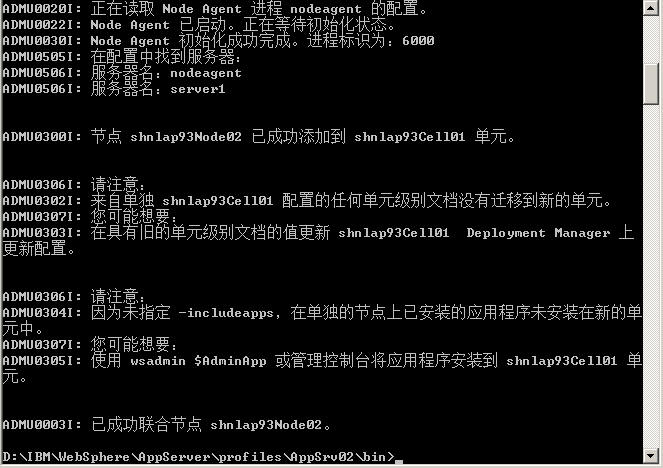 ADMU0020I: 正在读取 Node Agent 进程 nodeagent 的配置。
ADMU0022I: Node Agent 已启动。正在等待初始化状态。
ADMU0030I: Node Agent 初始化成功完成。进程标识为: 6000
ADMU0505I: 在配置中找到服务器:
ADMU0506I: 服务器名: nodeagent
ADMU0506I: 服务器名: server1
ADMU0300I: 节点 shnlap93Node02 已成功添加到 shnlap93Cell01 单元。
ADMU0306I: 请注意:
ADMU0302I: 来自单独 shnlap93Cell01 配置的任何单元级别文档没有迁移到新的单元。
ADMU0307I: 您可能想要:
ADMU0303I: 在具有旧的单元级别文档的值更新 shnlap93Cell01  Deployment Manager 上
更新配置。
ADMU0306I: 请注意:
ADMU0304I: 因为未指定 -includeapps, 在单独的节点上已安装的应用程序未安装在新的单
元中。
ADMU0307I: 您可能想要:
ADMU0305I: 使用 wsadmin $AdminApp 或管理控制台将应用程序安装到 shnlap93Cell01 单
元。
ADMU0003I: 已成功联合节点 shnlap93Node02。
D:\IBM\WebSphere\AppServer\profiles\AppSrv02\bin>_